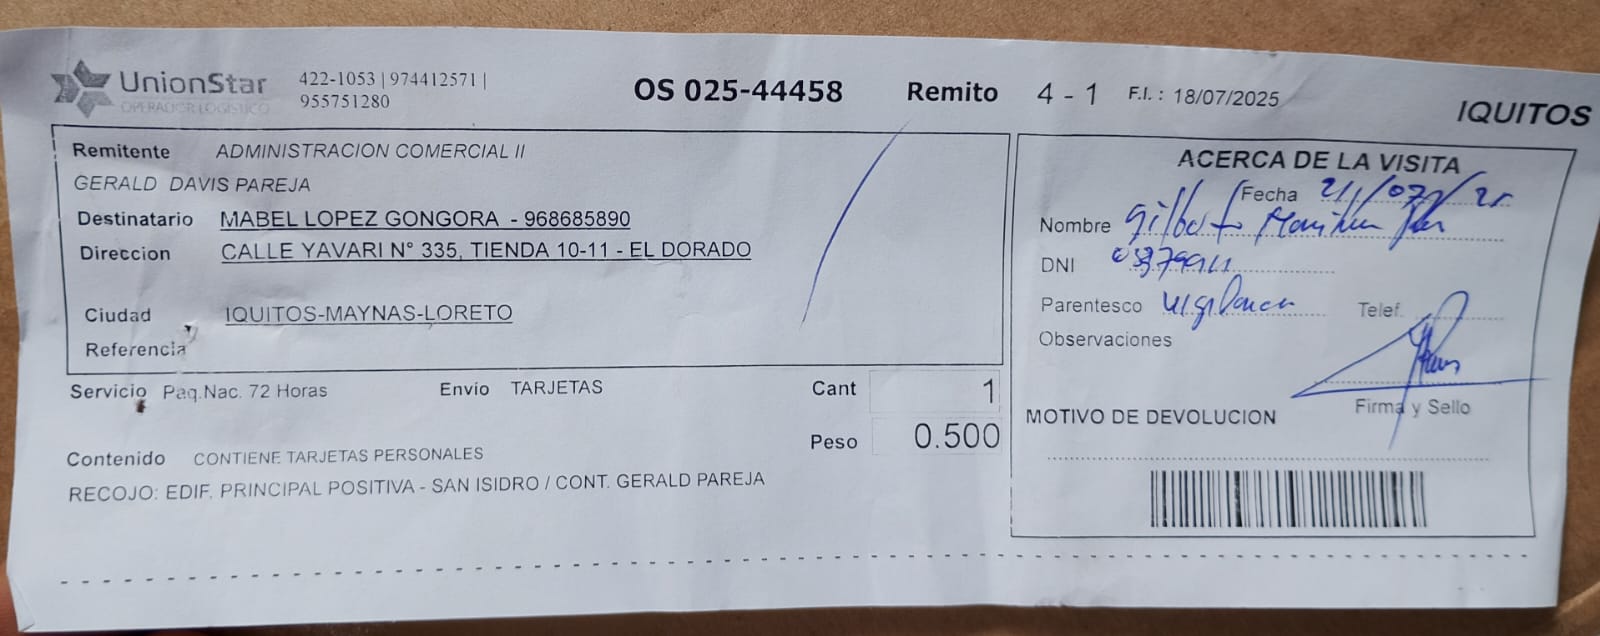 UnionStar
OPERADOR LOGISTICO
422-1053 | 974412571 |
955751280
OS 025-44458 Remito 4 - 1 F.I. : 18/07/2025
IQUITOS
Remitente ADMINISTRACION COMERCIAL II
GERALD DAVIS PAREJA
Destinatario MABEL LOPEZ GONGORA - 968685890
Direccion CALLE YAVARI N° 335, TIENDA 10-11 - EL DORADO
Ciudad IQUITOS-MAYNAS-LORETO
Referencia
Servicio Paq.Nac. 72 Horas Envio TARJETAS Cant 1
Peso 0.500
Contenido CONTIENE TARJETAS PERSONALES
RECOJO: EDIF. PRINCIPAL POSITIVA - SAN ISIDRO / CONT. GERALD PAREJA
ACERCA DE LA VISITA
Fecha 21/07/25
Nombre Gilberto
DNI
Parentesco vigilancia Telef.
Observaciones
Firma y Sello
MOTIVO DE DEVOLUCION